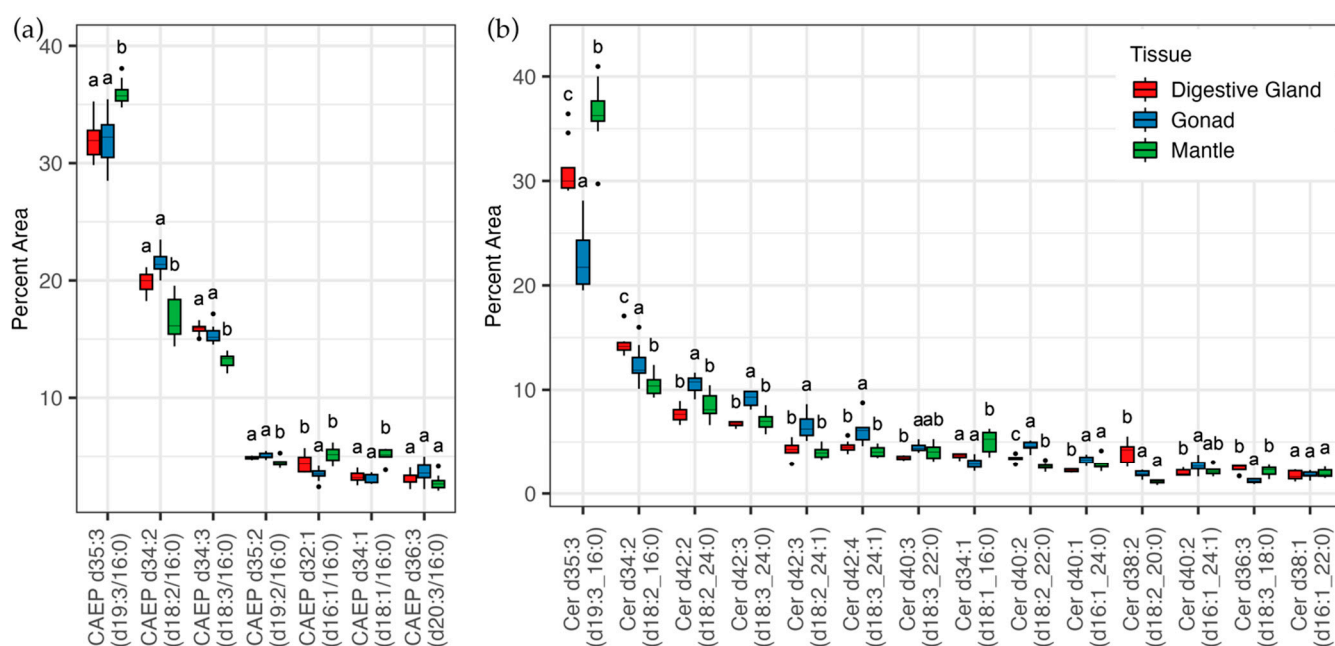 (a)
40
30
20
10
Percent Area
a a b
a a b
a a b
a a b
b a b
a a b
a a a
CAEP d35:3
(d19:3/16:0)
CAEP d34:2
(d18:2/16:0)
CAEP d34:3
(d18:3/16:0)
CAEP d35:2
(d19:2/16:0)
CAEP d32:1
(d16:1/16:0)
CAEP d34:1
(d18:1/16:0)
CAEP d36:3
(d20:3/16:0)
(b)
40
30
20
10
0
Percent Area
c a b
c a b
b a b
b a b
b a b
b a b
b a ab
a a b
c a b
b a a
b a a
b a ab
b a b
a a a
Cer d35:3
(d19:3_16:0)
Cer d34:2
(d18:2_16:0)
Cer d42:2
(d18:2_24:0)
Cer d42:3
(d18:3_24:0)
Cer d42:3
(d18:2_24:1)
Cer d42:4
(d18:3_24:1)
Cer d40:3
(d18:3_22:0)
Cer d34:1
(d18:1_16:0)
Cer d40:2
(d18:2_22:0)
Cer d40:1
(d16:1_24:0)
Cer d38:2
(d18:2_20:0)
Cer d40:2
(d16:1_24:1)
Cer d36:3
(d18:3_18:0)
Cer d38:1
(d16:1_22:0)
Tissue
Digestive Gland
Gonad
Mantle